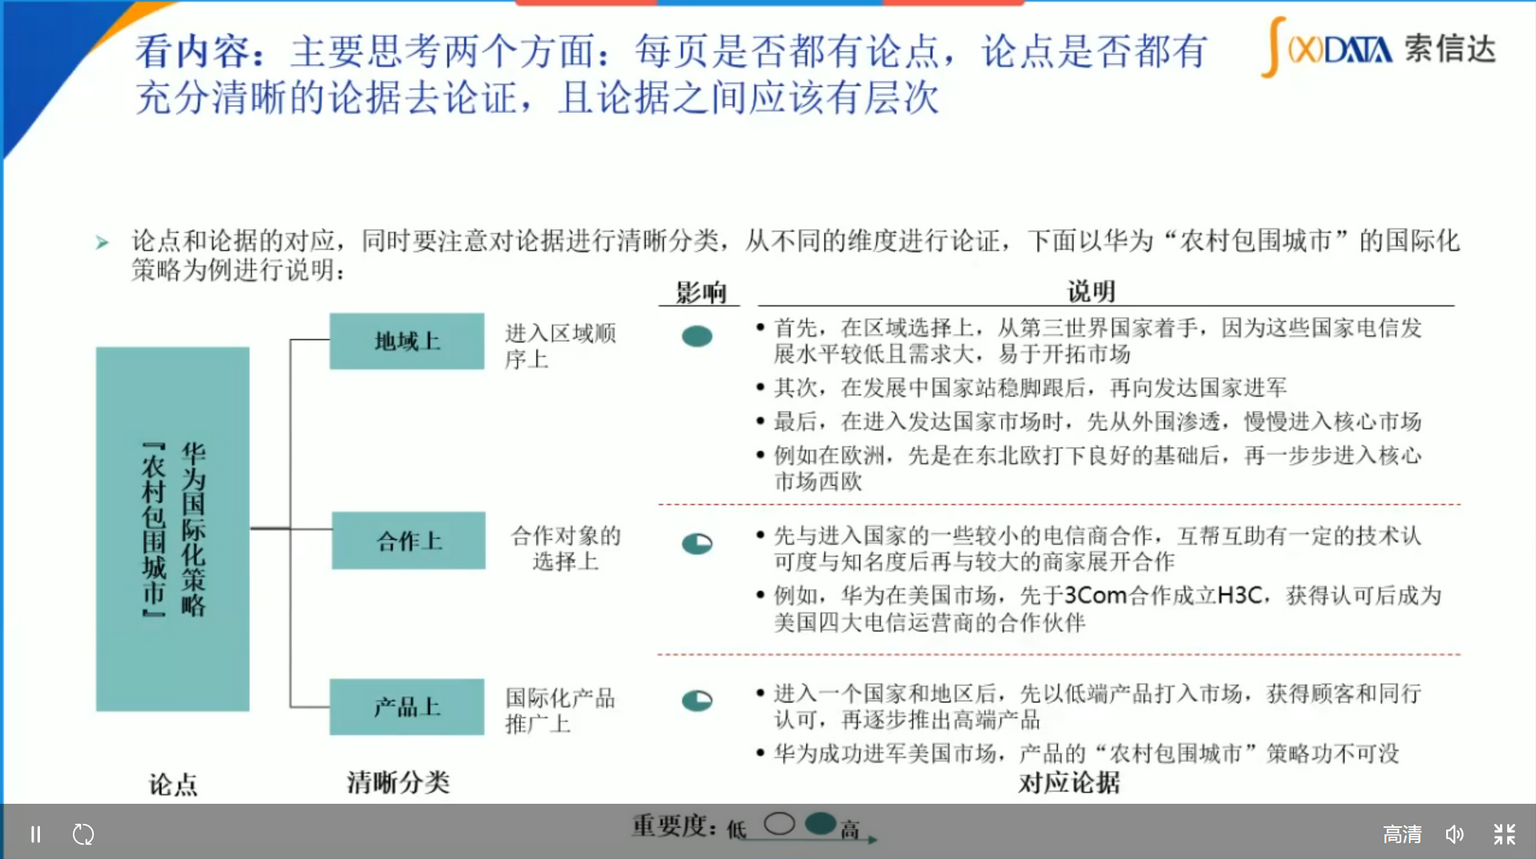 看内容：主要思考两个方面：每页是否都有论点，论点是否都有
充分清晰的论据去论证，且论据之间应该有层次
(X)DATA 索信达
论点和论据的对应，同时要注意对论据进行清晰分类，从不同的维度进行论证，下面以华为“农村包围城市”的国际化
策略为例进行说明：
影响
说明
华为国际化策略
『农村包围城市』
地域上
进入区域顺
序上
首先，在区域选择上，从第三世界国家着手，因为这些国家电信发
展水平较低且需求大，易于开拓市场
其次，在发展中国家站稳脚跟后，再向发达国家进军
最后，在进入发达国家市场时，先从外围渗透，慢慢进入核心市场
例如在欧洲，先是在东北欧打下良好的基础后，再一步步进入核心
市场西欧
合作上
合作对象的
选择上
先与进入国家的一些较小的电信商合作，互帮互助有一定的技术认
可度与知名度后再与较大的商家展开合作
例如，华为在美国市场，先于3Com合作成立H3C，获得认可后成为
美国四大电信运营商的合作伙伴
产品上
国际化产品
推广上
进入一个国家和地区后，先以低端产品打入市场，获得顾客和同行
认可，再逐步推出高端产品
华为成功进军美国市场，产品的“农村包围城市”策略功不可没
论点
清晰分类
对应论据
重要度：低 高
高清